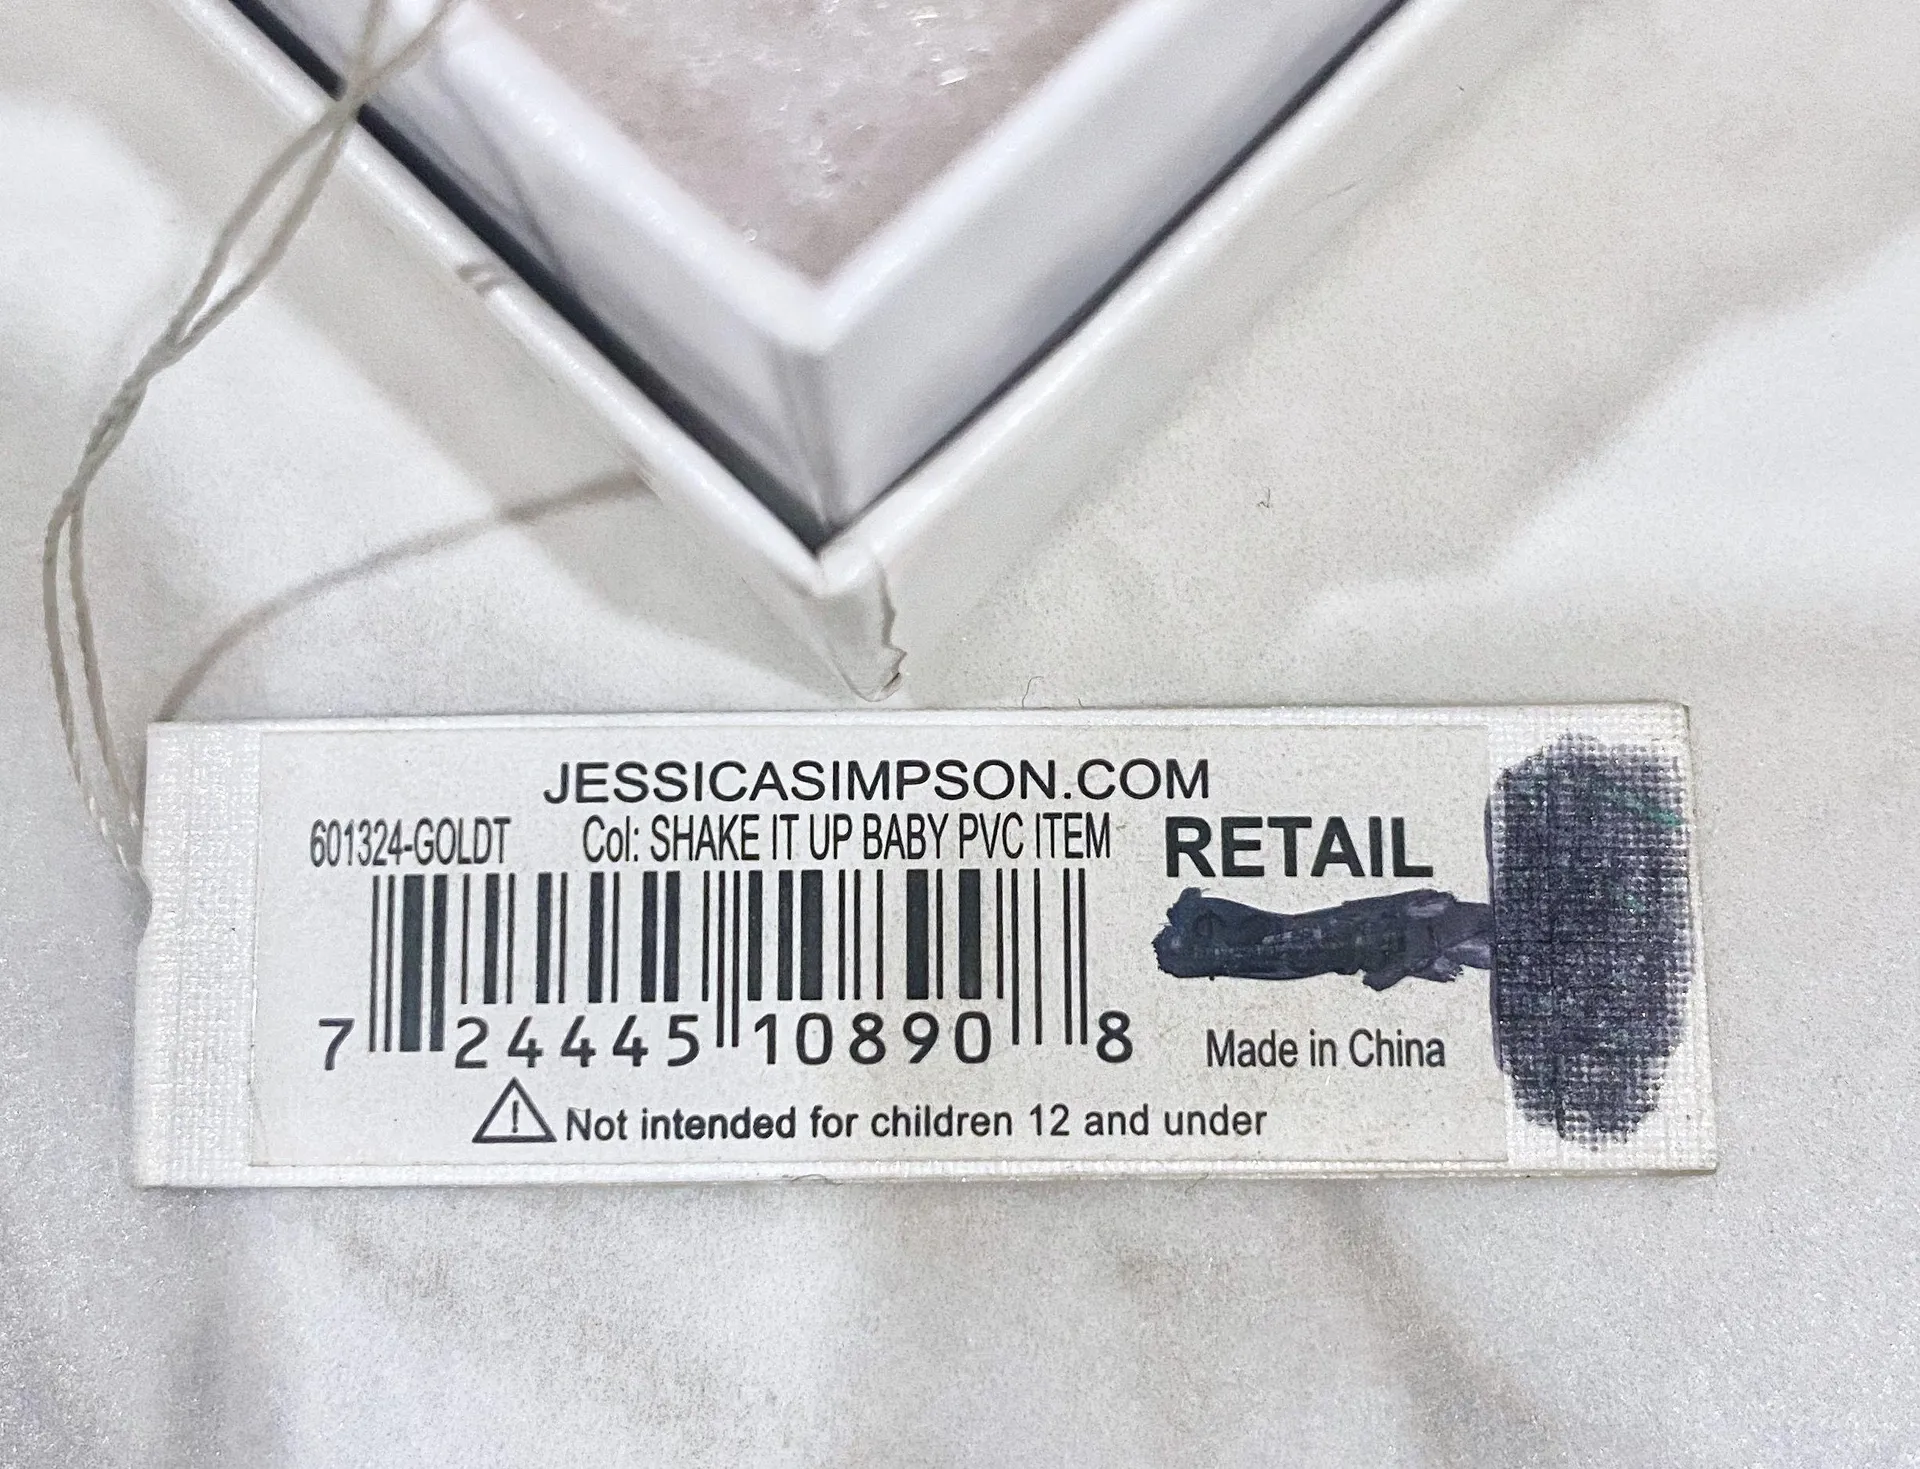 JESSICASIMPSON.COM
601324-GOLDT Col: SHAKE IT UP BABY PVC ITEM RETAIL
7 24445 10890 8
Made in China
Not intended for children 12 and under